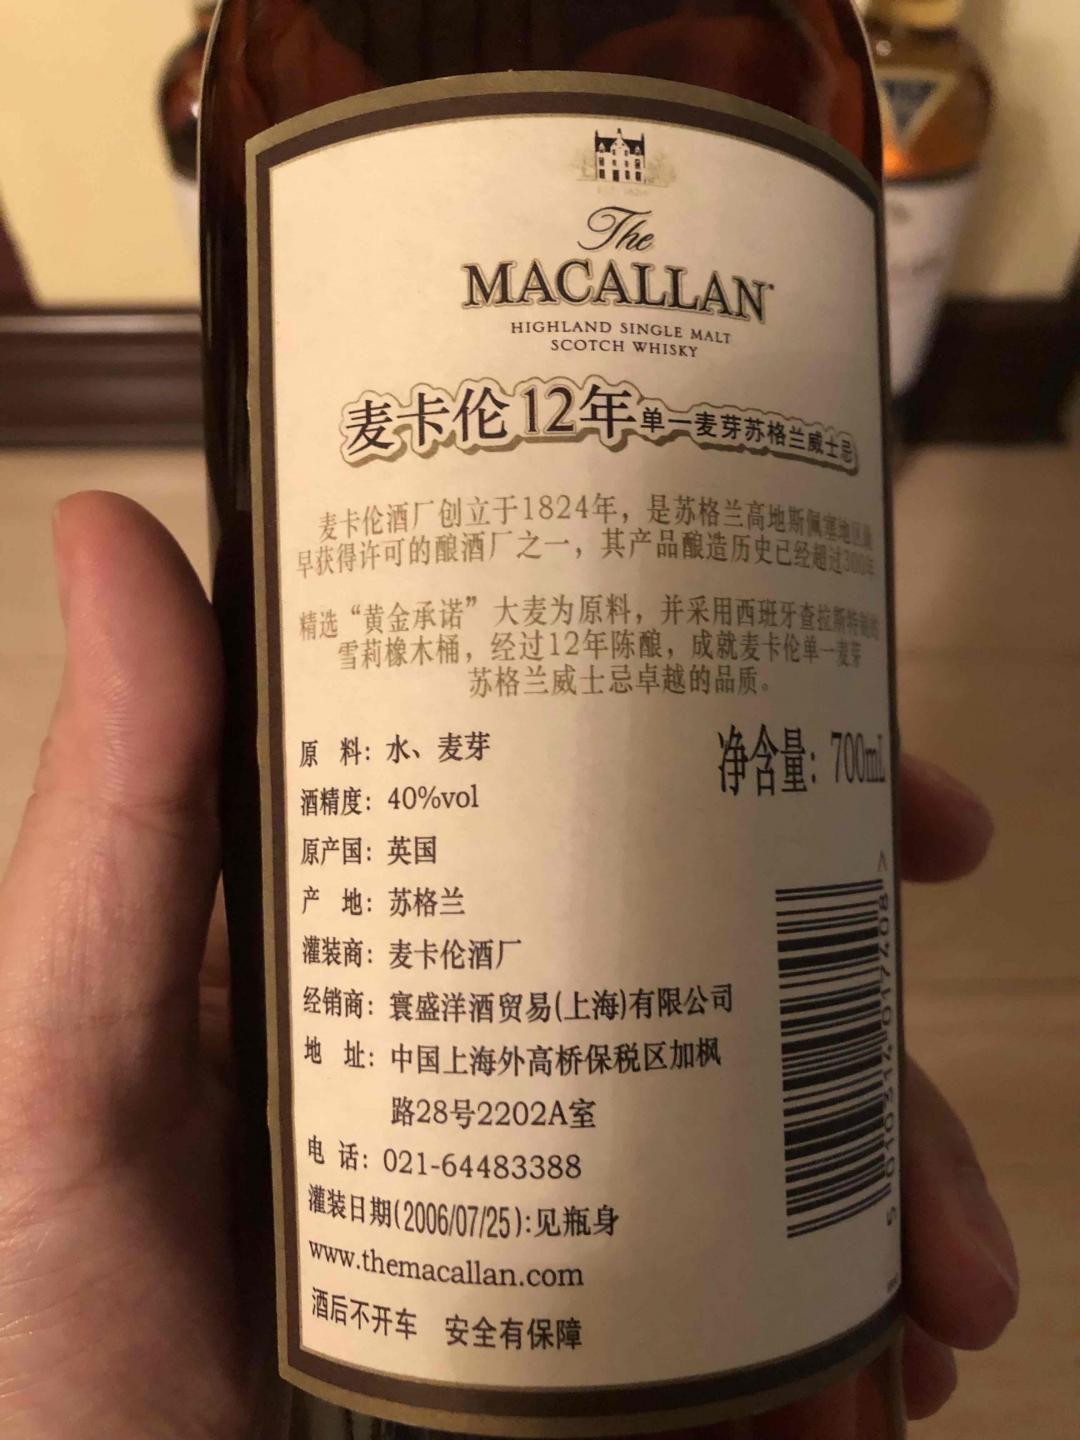 The
MACALLAN
HIGHLAND SINGLE MALT
SCOTCH WHISKY
麦卡伦12年单一麦芽苏格兰威士忌
麦卡伦酒厂创立于1824年，是苏格兰高地斯佩塞地区最
早获得许可的酿酒厂之一，其产品酿造历史已经超过300年
精选“黄金承诺”大麦为原料，并采用西班牙查拉斯特制的
雪莉橡木桶，经过12年陈酿，成就麦卡伦单一麦芽
苏格兰威士忌卓越的品质。
原 料：水、麦芽
净含量：700mL
酒精度：40%vol
原产国：英国
产 地：苏格兰
灌装商：麦卡伦酒厂
经销商：寰盛洋酒贸易(上海)有限公司
地 址：中国上海外高桥保税区加枫
路28号2202A室
电 话：021-64483388
灌装日期(2006/07/25):见瓶身
www.themacallan.com
酒后不开车 安全有保障
5 010314 017408 >